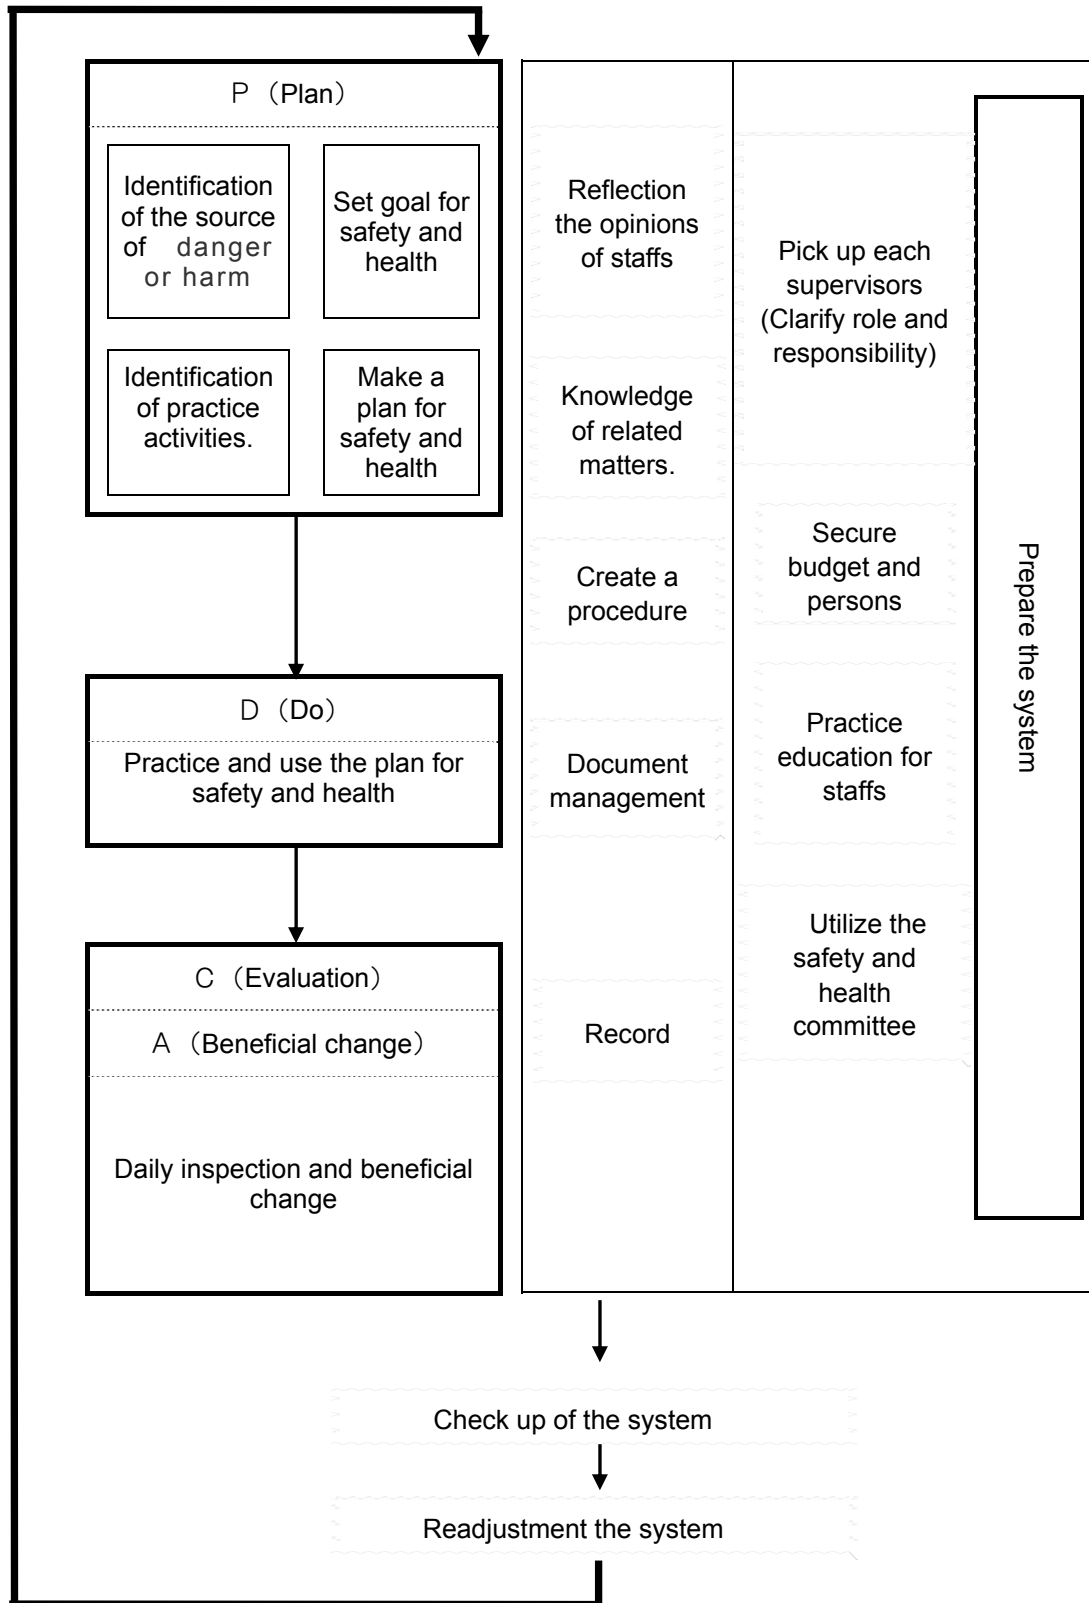 P （Plan）
Identification
of the source
of danger
or harm
Set goal for
safety and
health
Identification
of practice
activities.
Make a
plan for
safety and
health
D （Do）
Practice and use the plan for
safety and health
C （Evaluation）
A （Beneficial change）
Daily inspection and beneficial
change
Reflection
the opinions
of staffs
Knowledge
of related
matters.
Create a
procedure
Document
management
Record
Pick up each
supervisors
(Clarify role and
responsibility)
Secure
budget and
persons
Practice
education for
staffs
Utilize the
safety and
health
committee
Prepare the system
Check up of the system
Readjustment the system